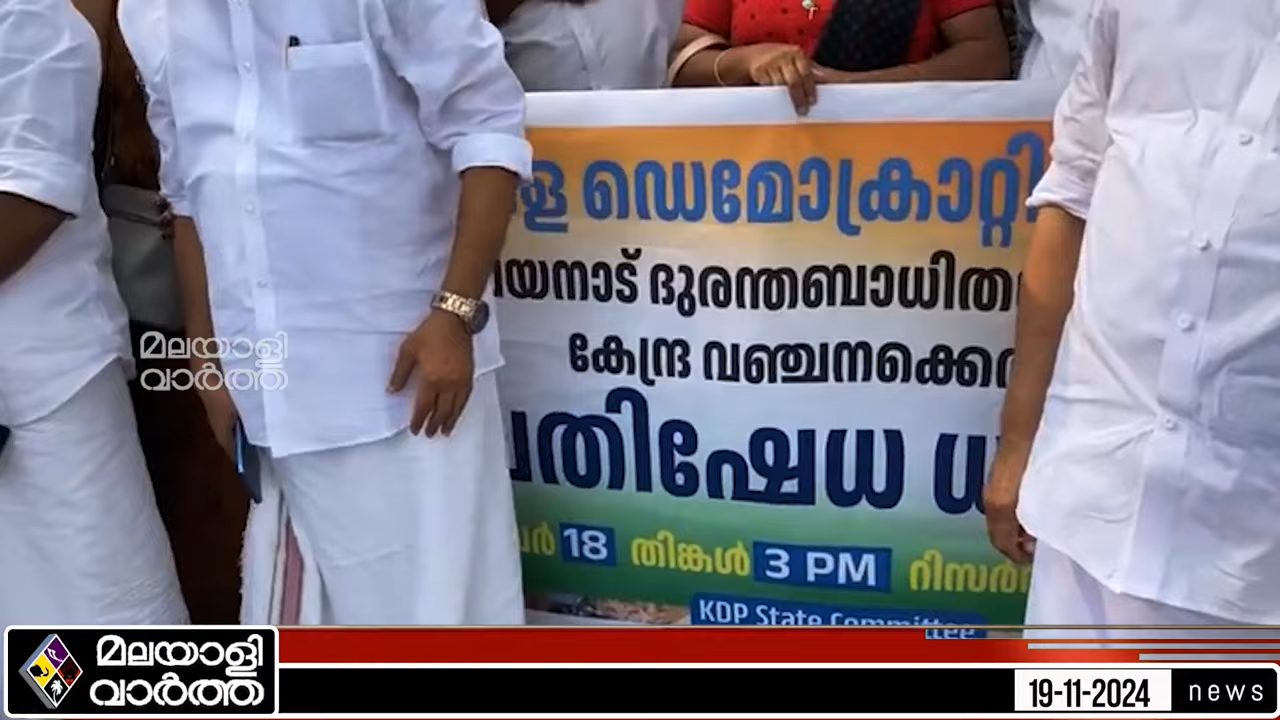 ഡെമോക്രാറ്റി
ദുരന്തബാധിത
കേന്ദ്ര വഞ്ചനക്കെ
18 തിങ്കൾ 3 PM
KDP State Committee
മലയാളി
വാർത്ത
മലയാളി
വാർത്ത
19-11-2024 news